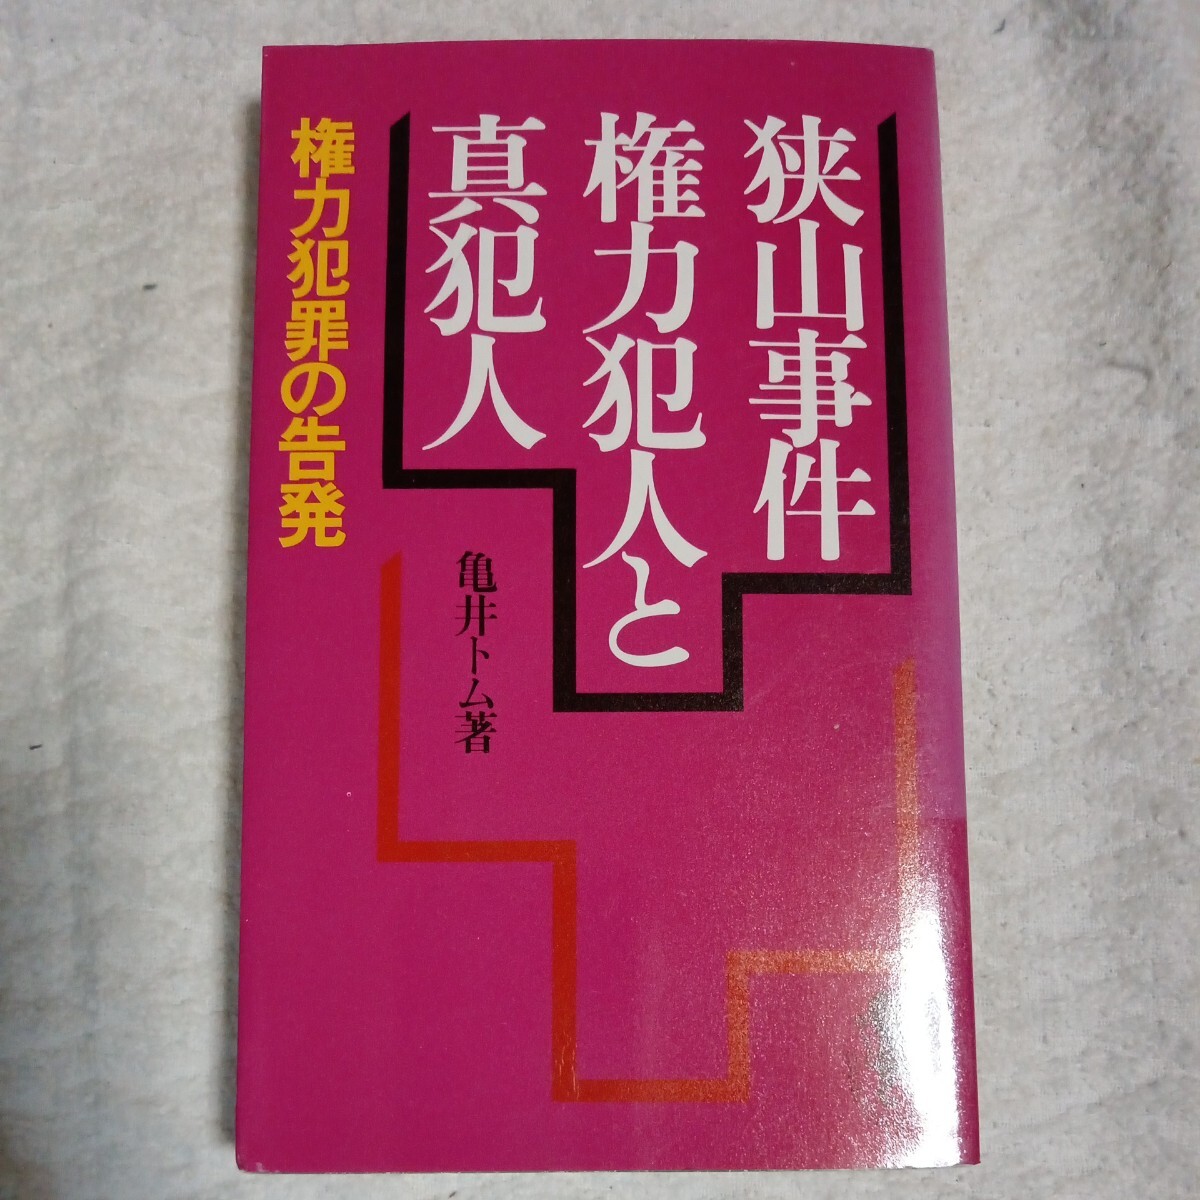 狭山事件
権力犯人と
真犯人
亀井トム著
権力犯罪の告発